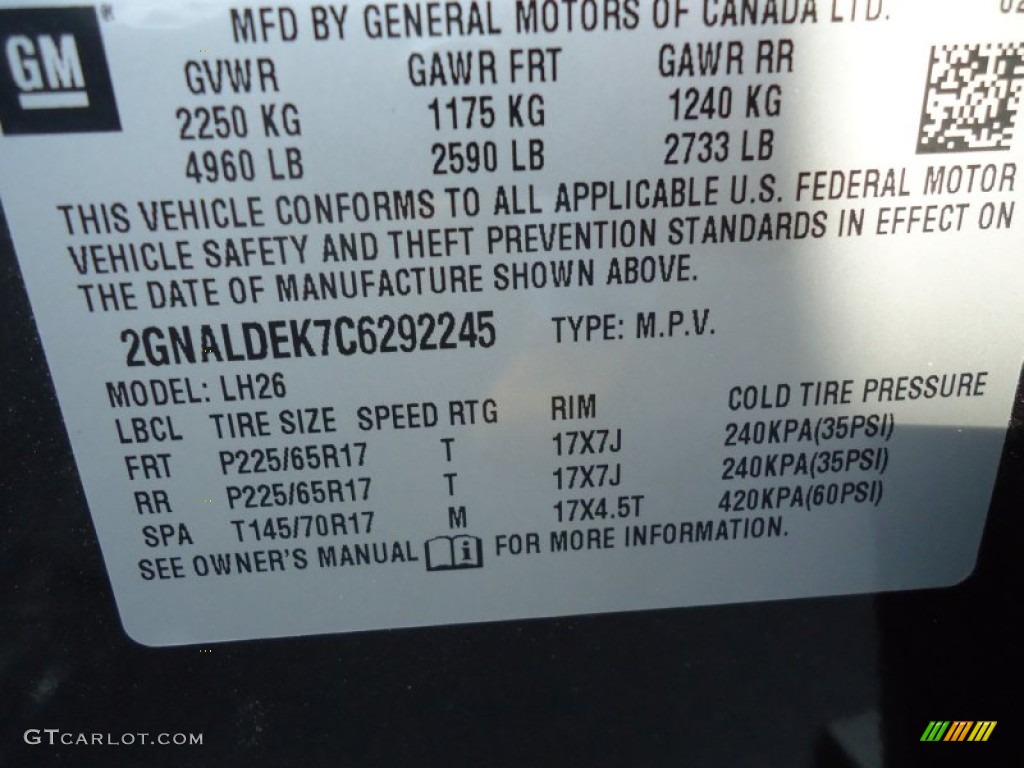 GM
MFD BY GENERAL MOTORS OF CANADA LTD.
GVWR GAWR FRT GAWR RR
2250 KG 1175 KG 1240 KG
4960 LB 2590 LB 2733 LB
THIS VEHICLE CONFORMS TO ALL APPLICABLE U.S. FEDERAL MOTOR
VEHICLE SAFETY AND THEFT PREVENTION STANDARDS IN EFFECT ON
THE DATE OF MANUFACTURE SHOWN ABOVE.
2GNALDEK7C6292245 TYPE: M.P.V.
MODEL: LH26
LBCL TIRE SIZE SPEED RTG RIM COLD TIRE PRESSURE
FRT P225/65R17 T 17X7J 240KPA(35PSI)
RR P225/65R17 T 17X7J 240KPA(35PSI)
SPA T145/70R17 M 17X4.5T 420KPA(60PSI)
SEE OWNER'S MANUAL i FOR MORE INFORMATION.
GTCARLOT.COM